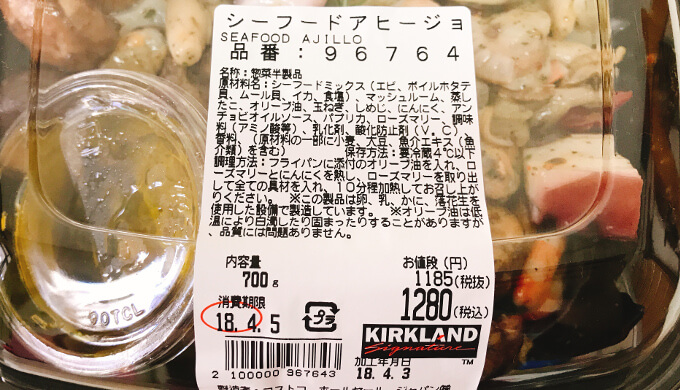 シーフードアヒージョ
SEAFOOD AJILLO
品番:96764
名称:惣菜半製品
原材料名:シーフードミックス(エビ、ボイルホタテ
貝、ムール貝、イカ、食塩)、マッシュルーム、蒸し
たこ、オリーブ油、玉ねぎ、しめじ、にんにく、アン
チョビオイルソース、パプリカ、ローズマリー、調味
料(アミノ酸等)、乳化剤、酸化防止剤(V.C)、
香料、(原材料の一部に小麦、大豆、魚介エキス(魚
介類)を含む) 保存方法:要冷蔵4℃以下
調理方法:フライパンに添付のオリーブ油を入れ、ロ
ーズマリーとにんにくを熱し、ローズマリーを取り出
して全ての具材を入れ、10分程加熱してお召し上が
りください。 ※この製品は卵、乳、かに、落花生を
使用した設備で製造しています。 ※オリーブ油は低
温により白濁したり固まったりすることがありますが
、品質には問題ありません。
内容量
700g
お値段(円)
1185(税抜)
1280(税込)
消費期限
18.4.5
プラ
KIRKLAND
Signature
TM
加工年月日
18.4.3
2 100000 967643
90TCL